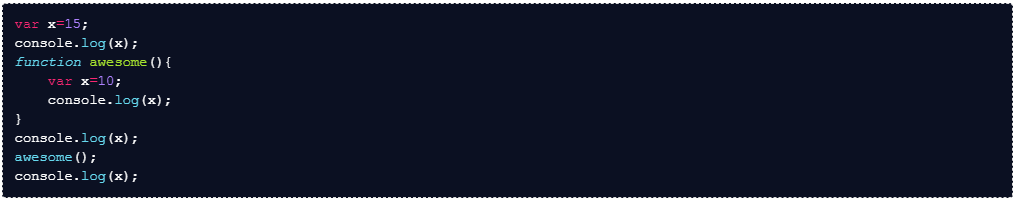 var x=15;
console.log(x);
function awesome(){
    var x=10;
    console.log(x);
}
console.log(x);
awesome();
console.log(x);